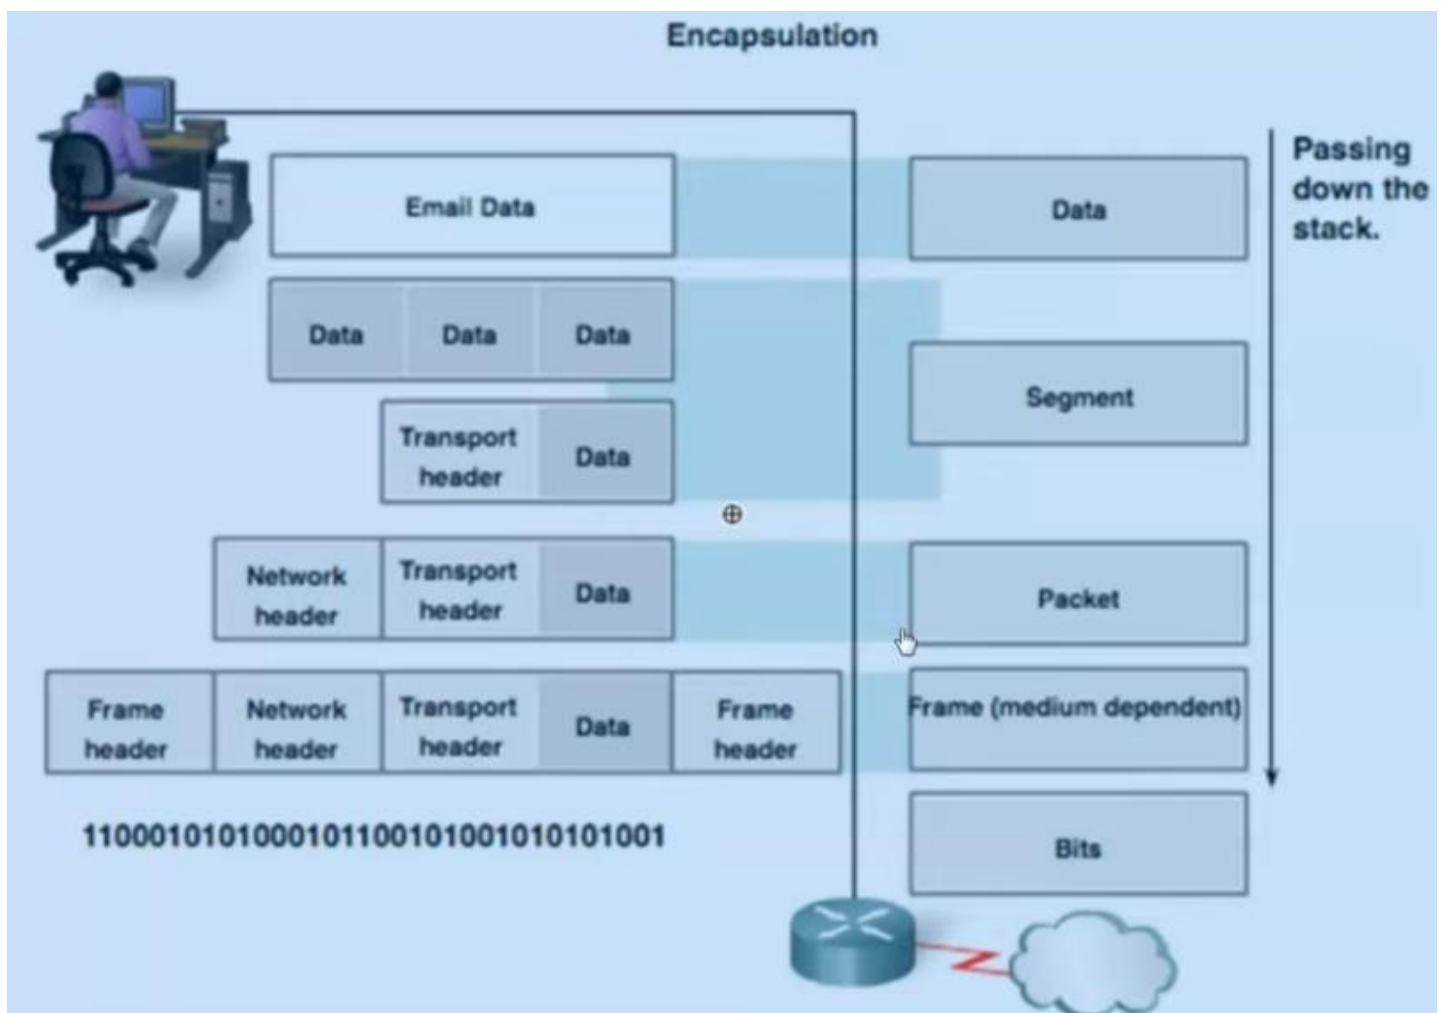 Encapsulation
Passing
down the
stack.
Email Data
Data
Data Data Data
Segment
Transport
header
Data
Network
header
Transport
header
Data
Packet
Frame
header
Network
header
Transport
header
Data
Frame
header
Frame (medium dependent)
1100010101000101100101001010101001
Bits